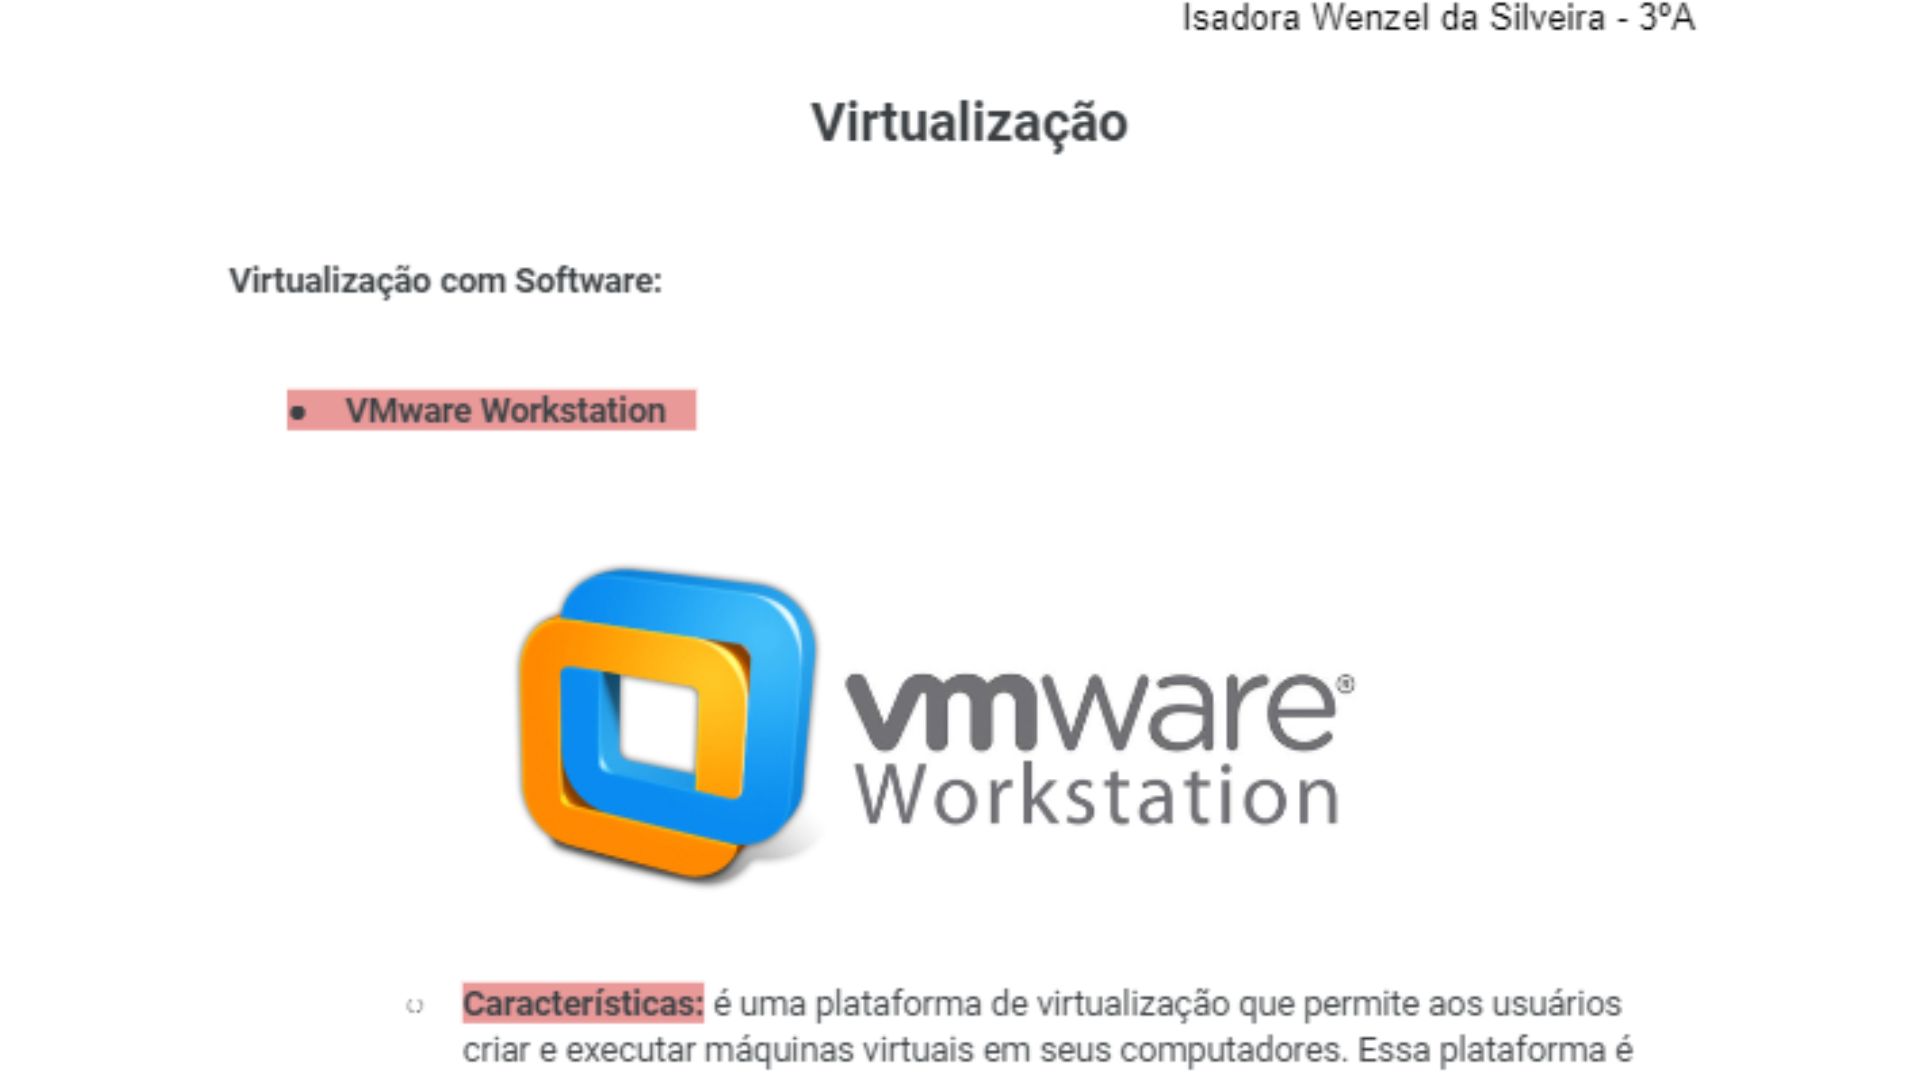 Isadora Wenzel da Silveira - 3ºA
Virtualização
Virtualização com Software:
● VMware Workstation
vmware®
Workstation
○ Características: é uma plataforma de virtualização que permite aos usuários
criar e executar máquinas virtuais em seus computadores. Essa plataforma é